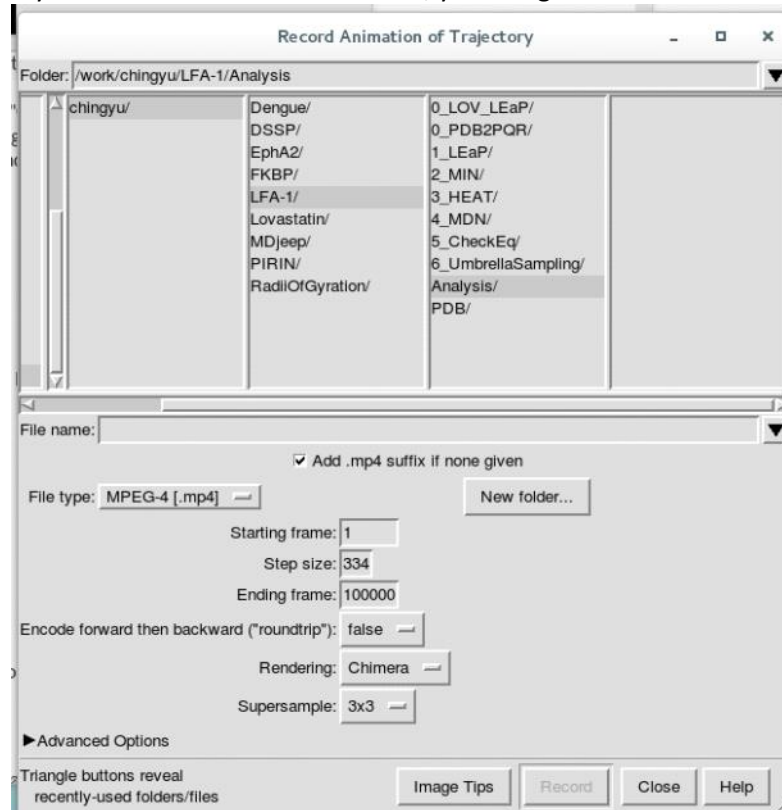 Record Animation of Trajectory
Folder: /work/chingyu/LFA-1/Analysis
chingyu/ Dengue/ 0_LOV_LEaP/
DSSP/ 0_PDB2PQR/
EphA2/ 1_LEaP/
FKBP/ 2_MIN/
LFA-1/ 3_HEAT/
Lovastatin/ 4_MDN/
MDjeep/ 5_CheckEq/
PIRIN/ 6_UmbrellaSampling/
RadiiOfGyration/ Analysis/
PDB/
File name:
Add .mp4 suffix if none given
File type: MPEG-4 [.mp4] New folder...
Starting frame: 1
Step size: 334
Ending frame: 100000
Encode forward then backward ("roundtrip"): false
Rendering: Chimera
Supersample: 3x3
Advanced Options
Triangle buttons reveal
recently-used folders/files
Image Tips Record Close Help